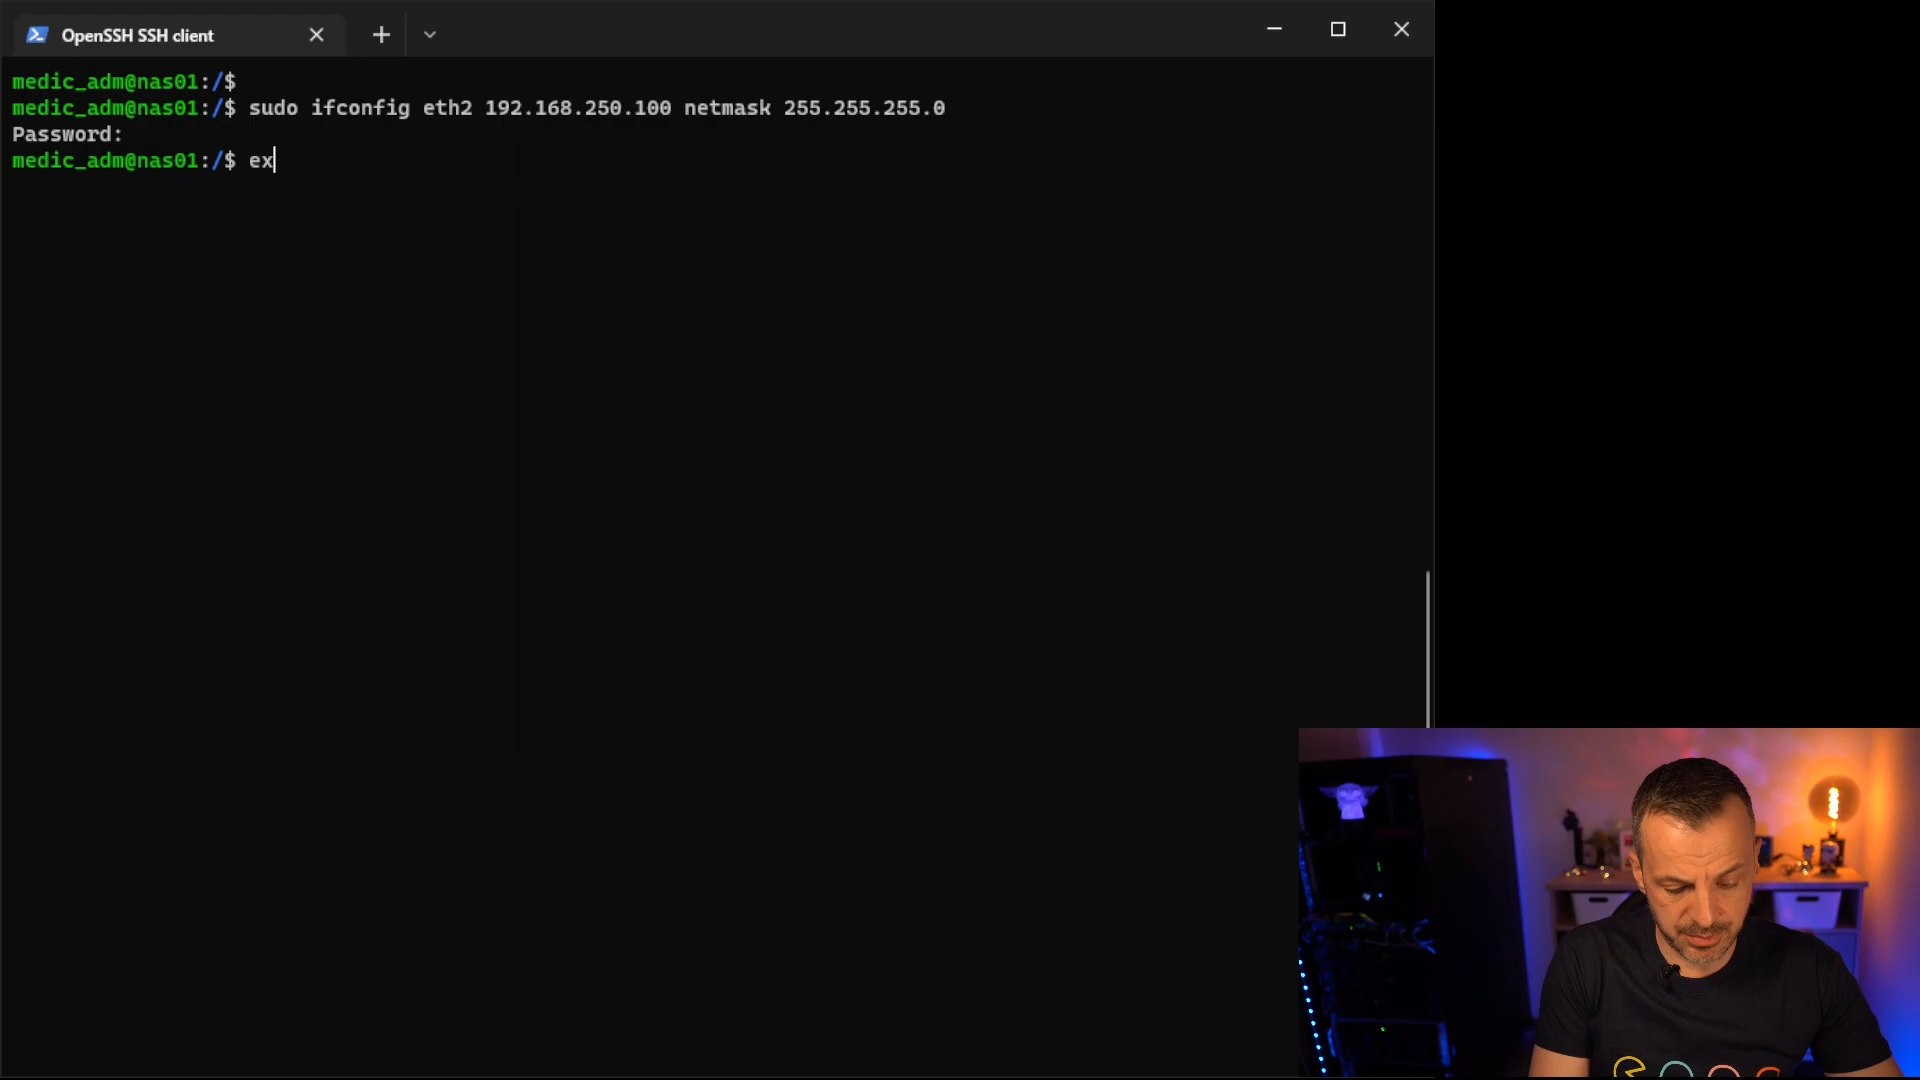 OpenSSH SSH client
medic_adm@nas01:/$
medic_adm@nas01:/$ sudo ifconfig eth2 192.168.250.100 netmask 255.255.255.0
Password:
medic_adm@nas01:/$ ex